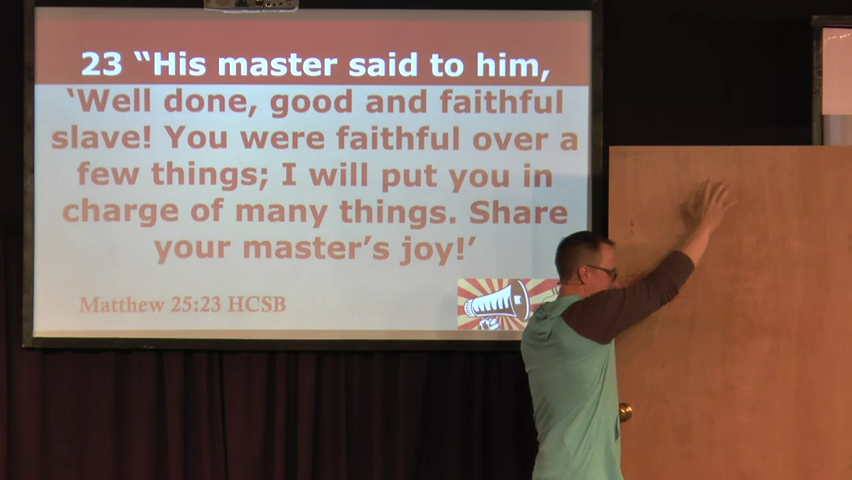 23 “His master said to him,
‘Well done, good and faithful
slave! You were faithful over a
few things; I will put you in
charge of many things. Share
your master’s joy!’
Matthew 25:23 HCSB